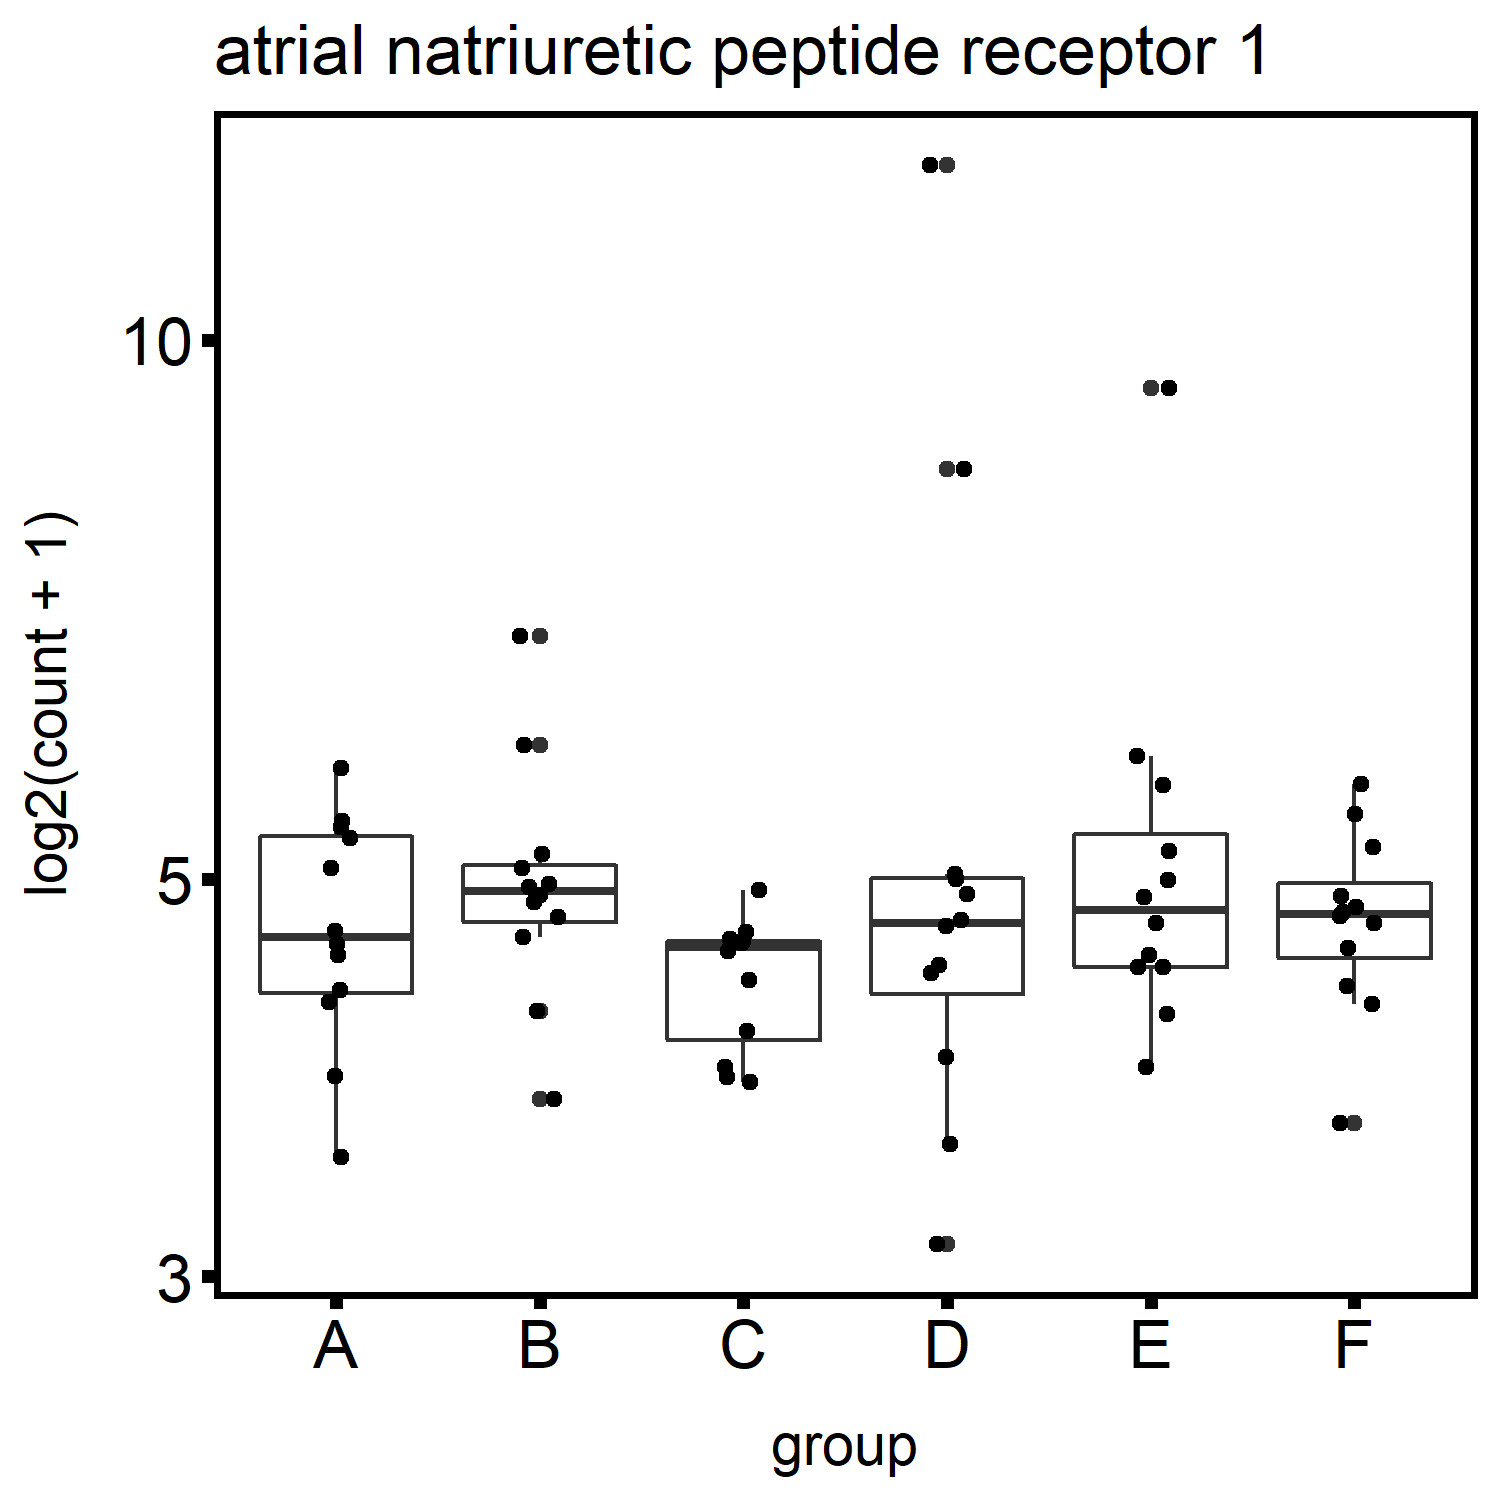 atrial natriuretic peptide receptor 1
log2(count + 1)
10
5
3
A B C D E F
group